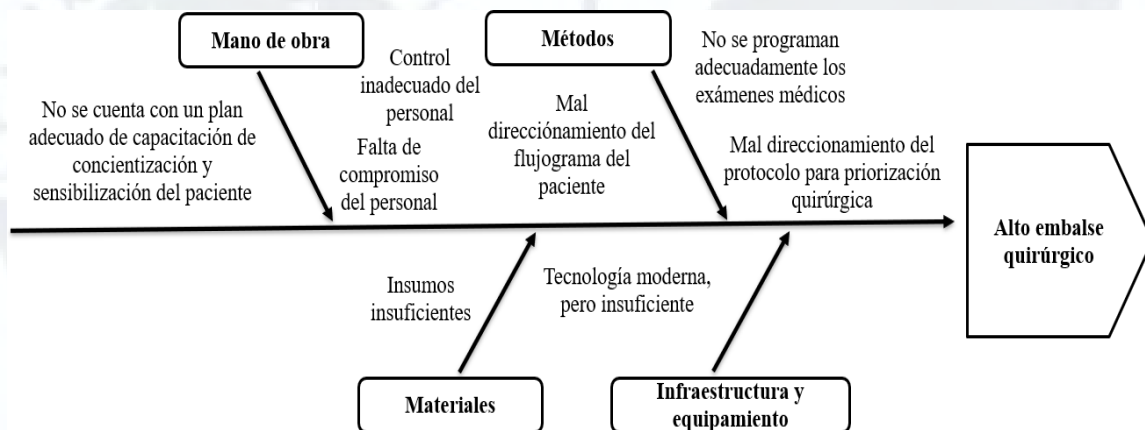 Mano de obra
No se cuenta con un plan
adecuado de capacitación de
concientización y
sensibilización del paciente
Control
inadecuado del
personal
Falta de
compromiso
del personal
Métodos
Mal
direcciónamiento del
flujograma del
paciente
No se programan
adecuadamente los
exámenes médicos
Mal direccionamiento del
protocolo para priorización
quirúrgica
Alto embalse
quirúrgico
Insumos
insuficientes
Materiales
Tecnología moderna,
pero insuficiente
Infraestructura y
equipamiento